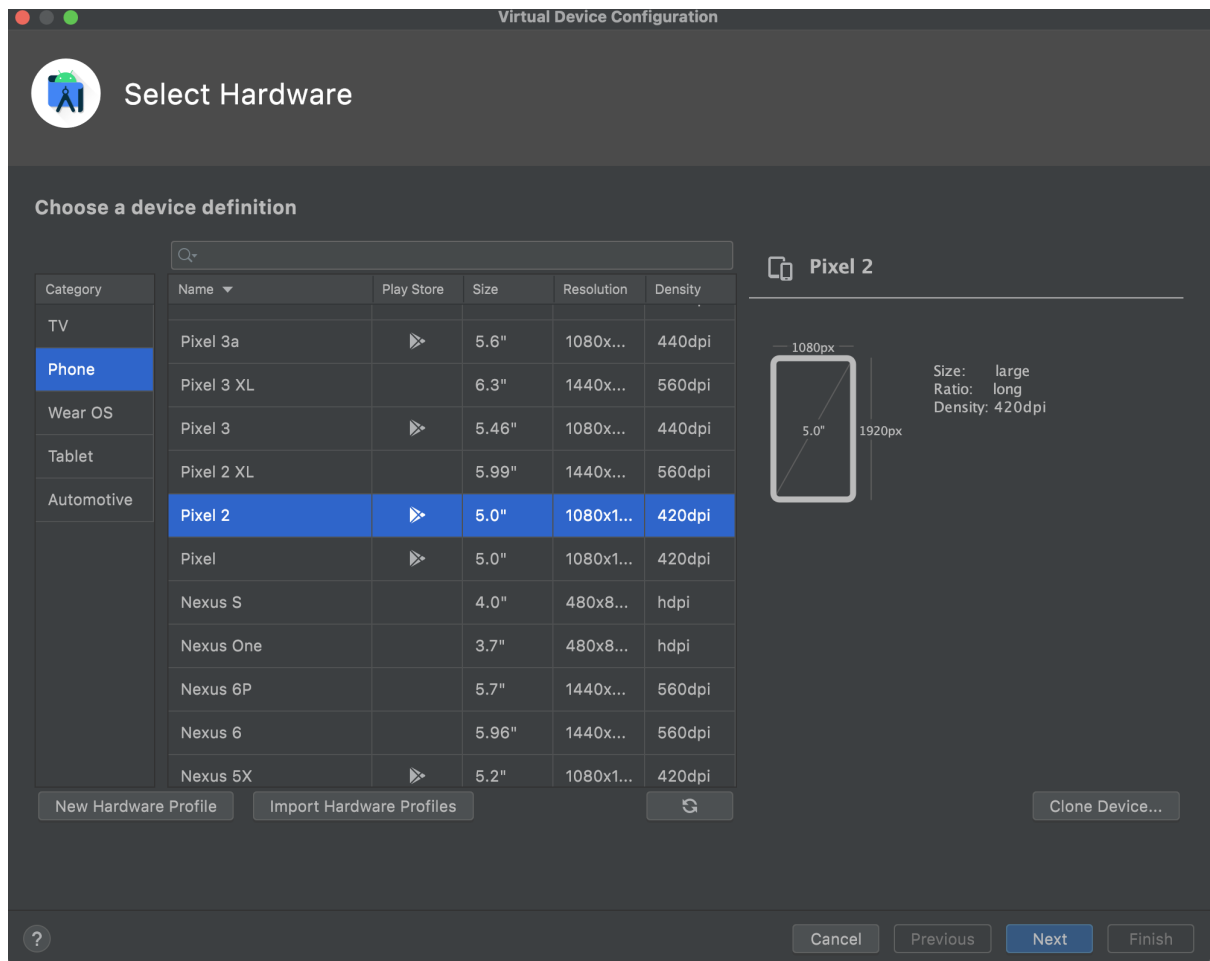 Virtual Device Configuration
Select Hardware
Choose a device definition
Category
TV
Phone
Wear OS
Tablet
Automotive
Name Play Store Size Resolution Density
Pixel 3a 5.6" 1080x... 440dpi
Pixel 3 XL 6.3" 1440x... 560dpi
Pixel 3 5.46" 1080x... 440dpi
Pixel 2 XL 5.99" 1440x... 560dpi
Pixel 2 5.0" 1080x1... 420dpi
Pixel 5.0" 1080x1... 420dpi
Nexus S 4.0" 480x8... hdpi
Nexus One 3.7" 480x8... hdpi
Nexus 6P 5.7" 1440x... 560dpi
Nexus 6 5.96" 1440x... 560dpi
Nexus 5X 5.2" 1080x1... 420dpi
Pixel 2
1080px
5.0"
1920px
Size: large
Ratio: long
Density: 420dpi
New Hardware Profile Import Hardware Profiles Clone Device...
? Cancel Previous Next Finish